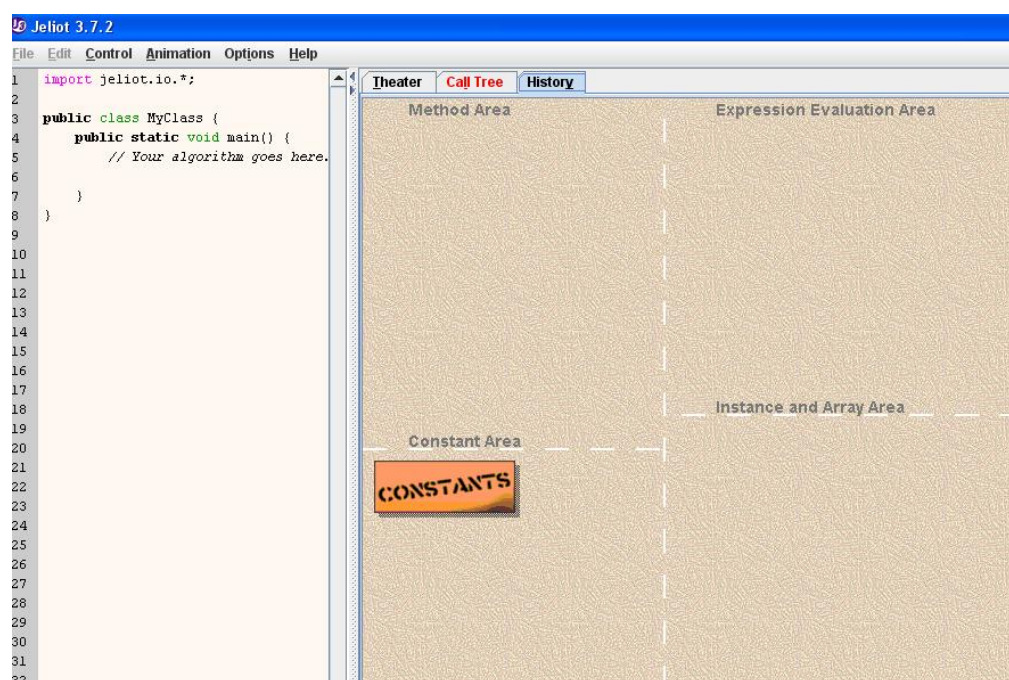 Jeliot 3.7.2
File Edit Control Animation Options Help
1 import jeliot.io.*;
2
3 public class MyClass {
4 public static void main() {
5 // Your algorithm goes here.
6
7 }
8 }
9
10
11
12
13
14
15
16
17
18
19
20
21
22
23
24
25
26
27
28
29
30
31
32
Theater Call Tree History
Method Area
Expression Evaluation Area
Instance and Array Area
Constant Area
CONSTANTS